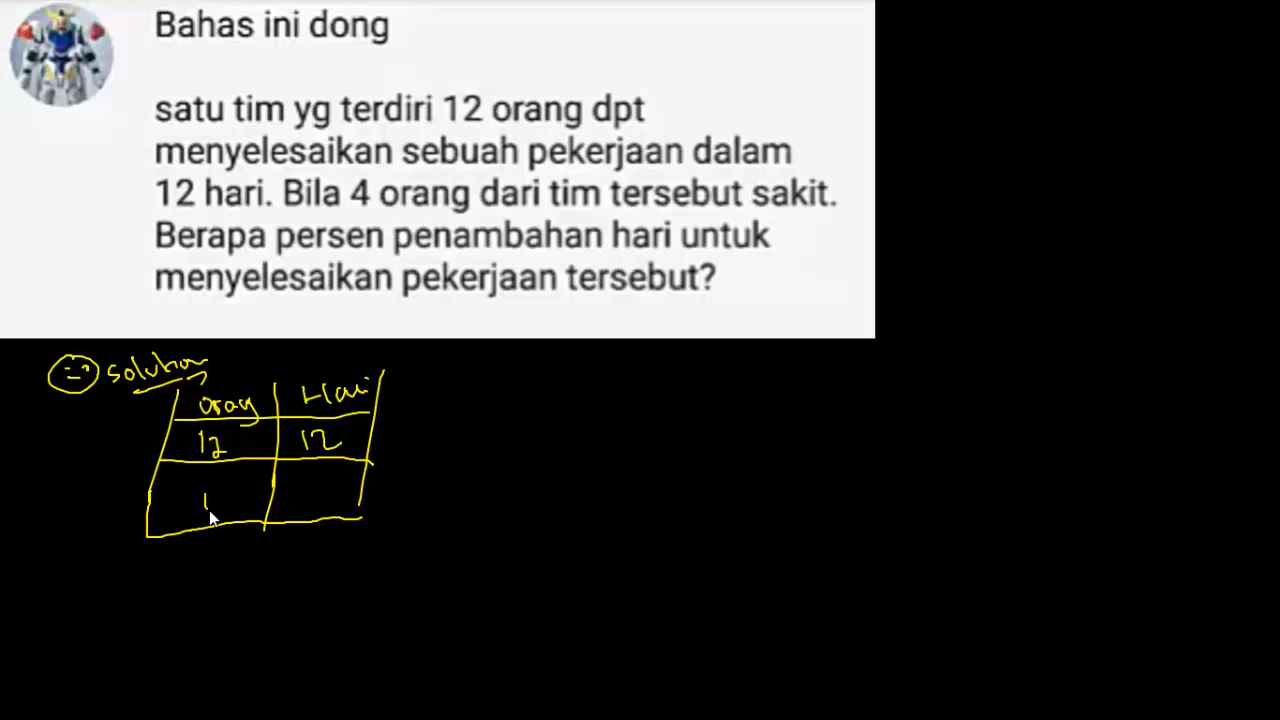 Bahas ini dong
satu tim yg terdiri 12 orang dpt
menyelesaikan sebuah pekerjaan dalam
12 hari. Bila 4 orang dari tim tersebut sakit.
Berapa persen penambahan hari untuk
menyelesaikan pekerjaan tersebut?
solution
orang Hari
12 12
1